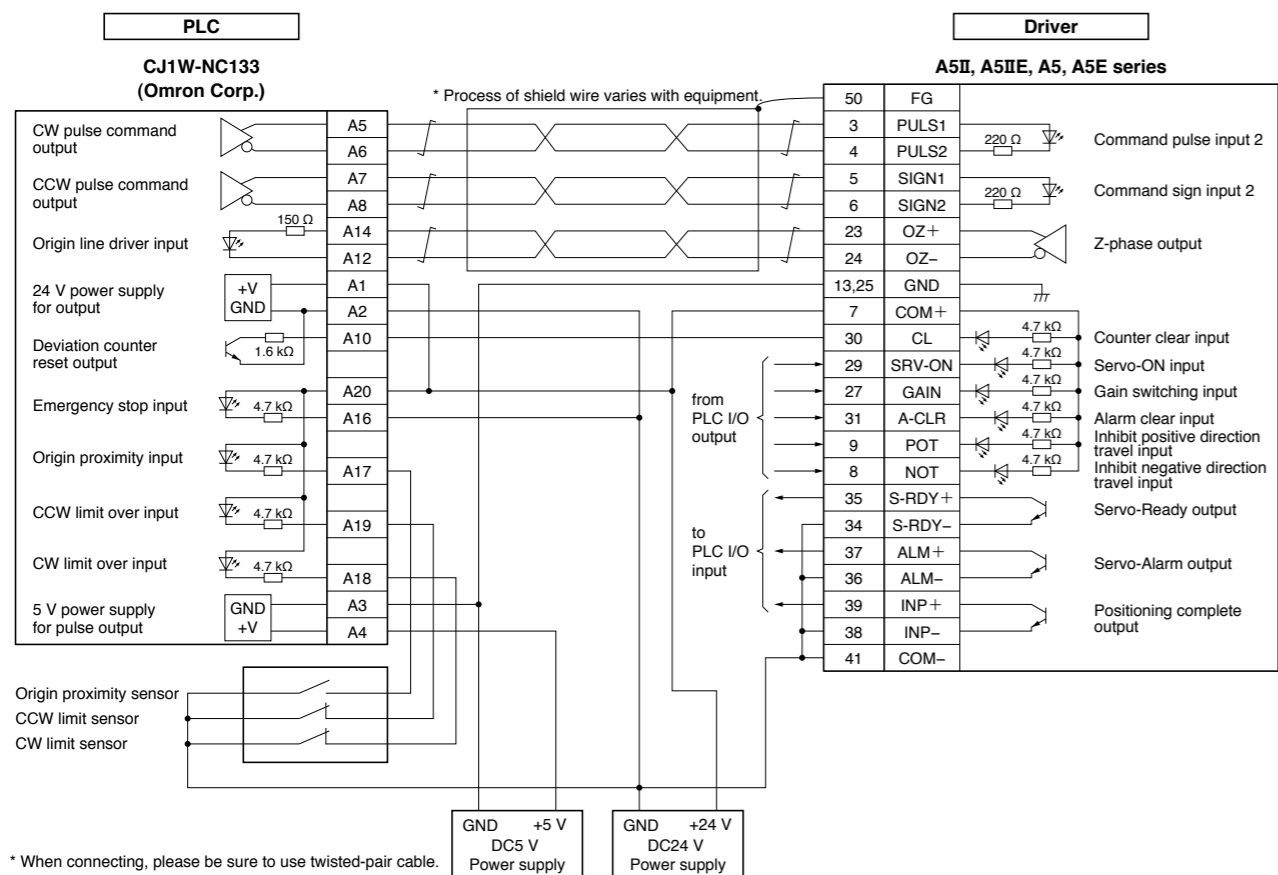 PLC
Driver
CJ1W-NC133
(Omron Corp.)
A5II, A5IIE, A5, A5E series
* Process of shield wire varies with equipment.
CW pulse command
output
A5
A6
CCW pulse command
output
A7
A8
150 Ω
Origin line driver input
A14
A12
24 V power supply
for output
+V
GND
A1
A2
Deviation counter
reset output
1.6 kΩ
A10
Emergency stop input
4.7 kΩ
A20
A16
Origin proximity input
4.7 kΩ
A17
CCW limit over input
4.7 kΩ
A19
CW limit over input
4.7 kΩ
A18
5 V power supply
for pulse output
GND
+V
A3
A4
50 FG
3 PULS1
4 PULS2
220 Ω
Command pulse input 2
5 SIGN1
6 SIGN2
220 Ω
Command sign input 2
23 OZ+
24 OZ−
Z-phase output
13,25 GND
7 COM+
30 CL
4.7 kΩ
Counter clear input
29 SRV-ON
4.7 kΩ
Servo-ON input
27 GAIN
4.7 kΩ
Gain switching input
31 A-CLR
4.7 kΩ
Alarm clear input
9 POT
4.7 kΩ
Inhibit positive direction
travel input
8 NOT
4.7 kΩ
Inhibit negative direction
travel input
from
PLC I/O
output
35 S-RDY+
34 S-RDY−
Servo-Ready output
37 ALM+
36 ALM−
Servo-Alarm output
39 INP+
38 INP−
Positioning complete
output
41 COM−
to
PLC I/O
input
Origin proximity sensor
CCW limit sensor
CW limit sensor
GND +5 V
DC5 V
Power supply
GND +24 V
DC24 V
Power supply
* When connecting, please be sure to use twisted-pair cable.